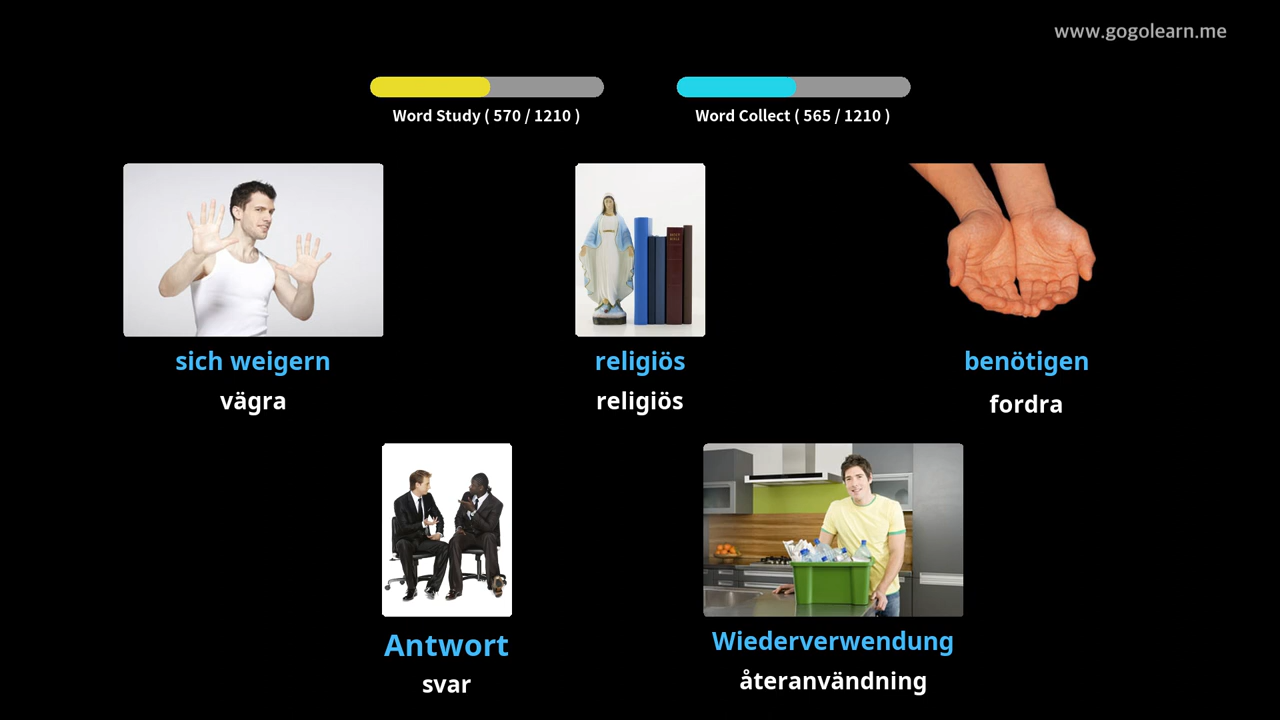 www.gogolearn.me
Word Study ( 570 / 1210 )
Word Collect ( 565 / 1210 )
sich weigern
religiös
benötigen
vägra
religiös
fordra
Antwort
Wiederverwendung
svar
återanvändning